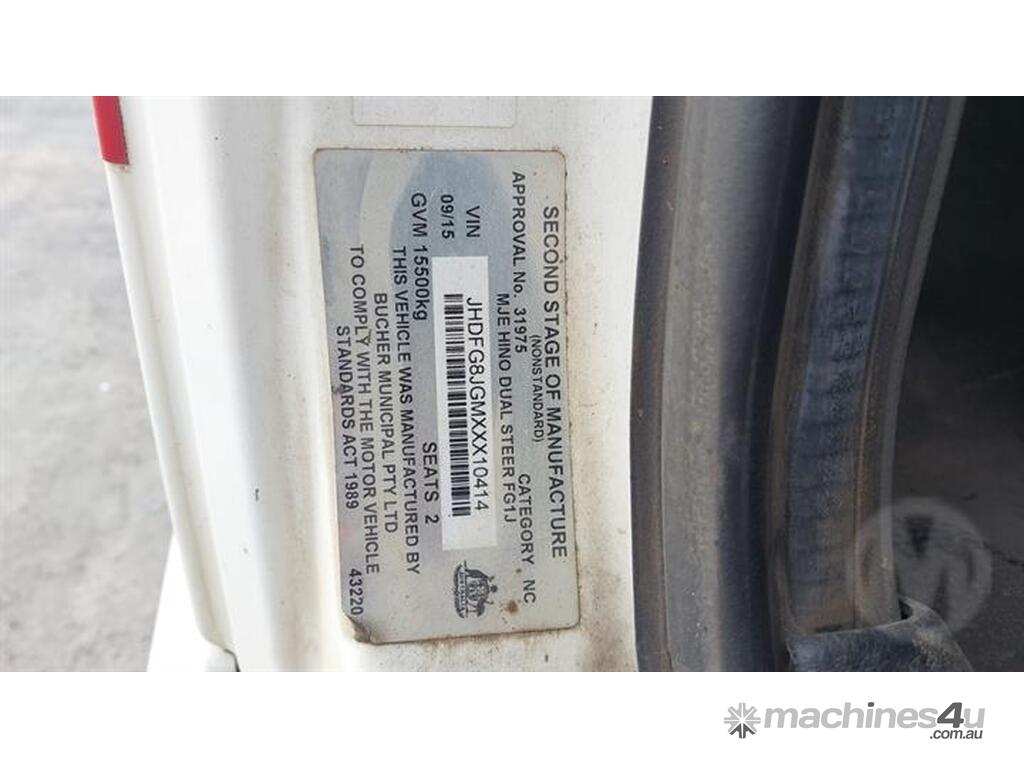 SECOND STAGE OF MANUFACTURE
(NONSTANDARD)
APPROVAL No. 31975 CATEGORY NC
MJE HINO DUAL STEER FG1J
VIN JHDFG8JGMXXX10414
09/15
GVM 15500kg SEATS 2
THIS VEHICLE WAS MANUFACTURED BY
BUCHER MUNICIPAL PTY LTD
TO COMPLY WITH THE MOTOR VEHICLE
STANDARDS ACT 1989
43220
machines4u
.com.au